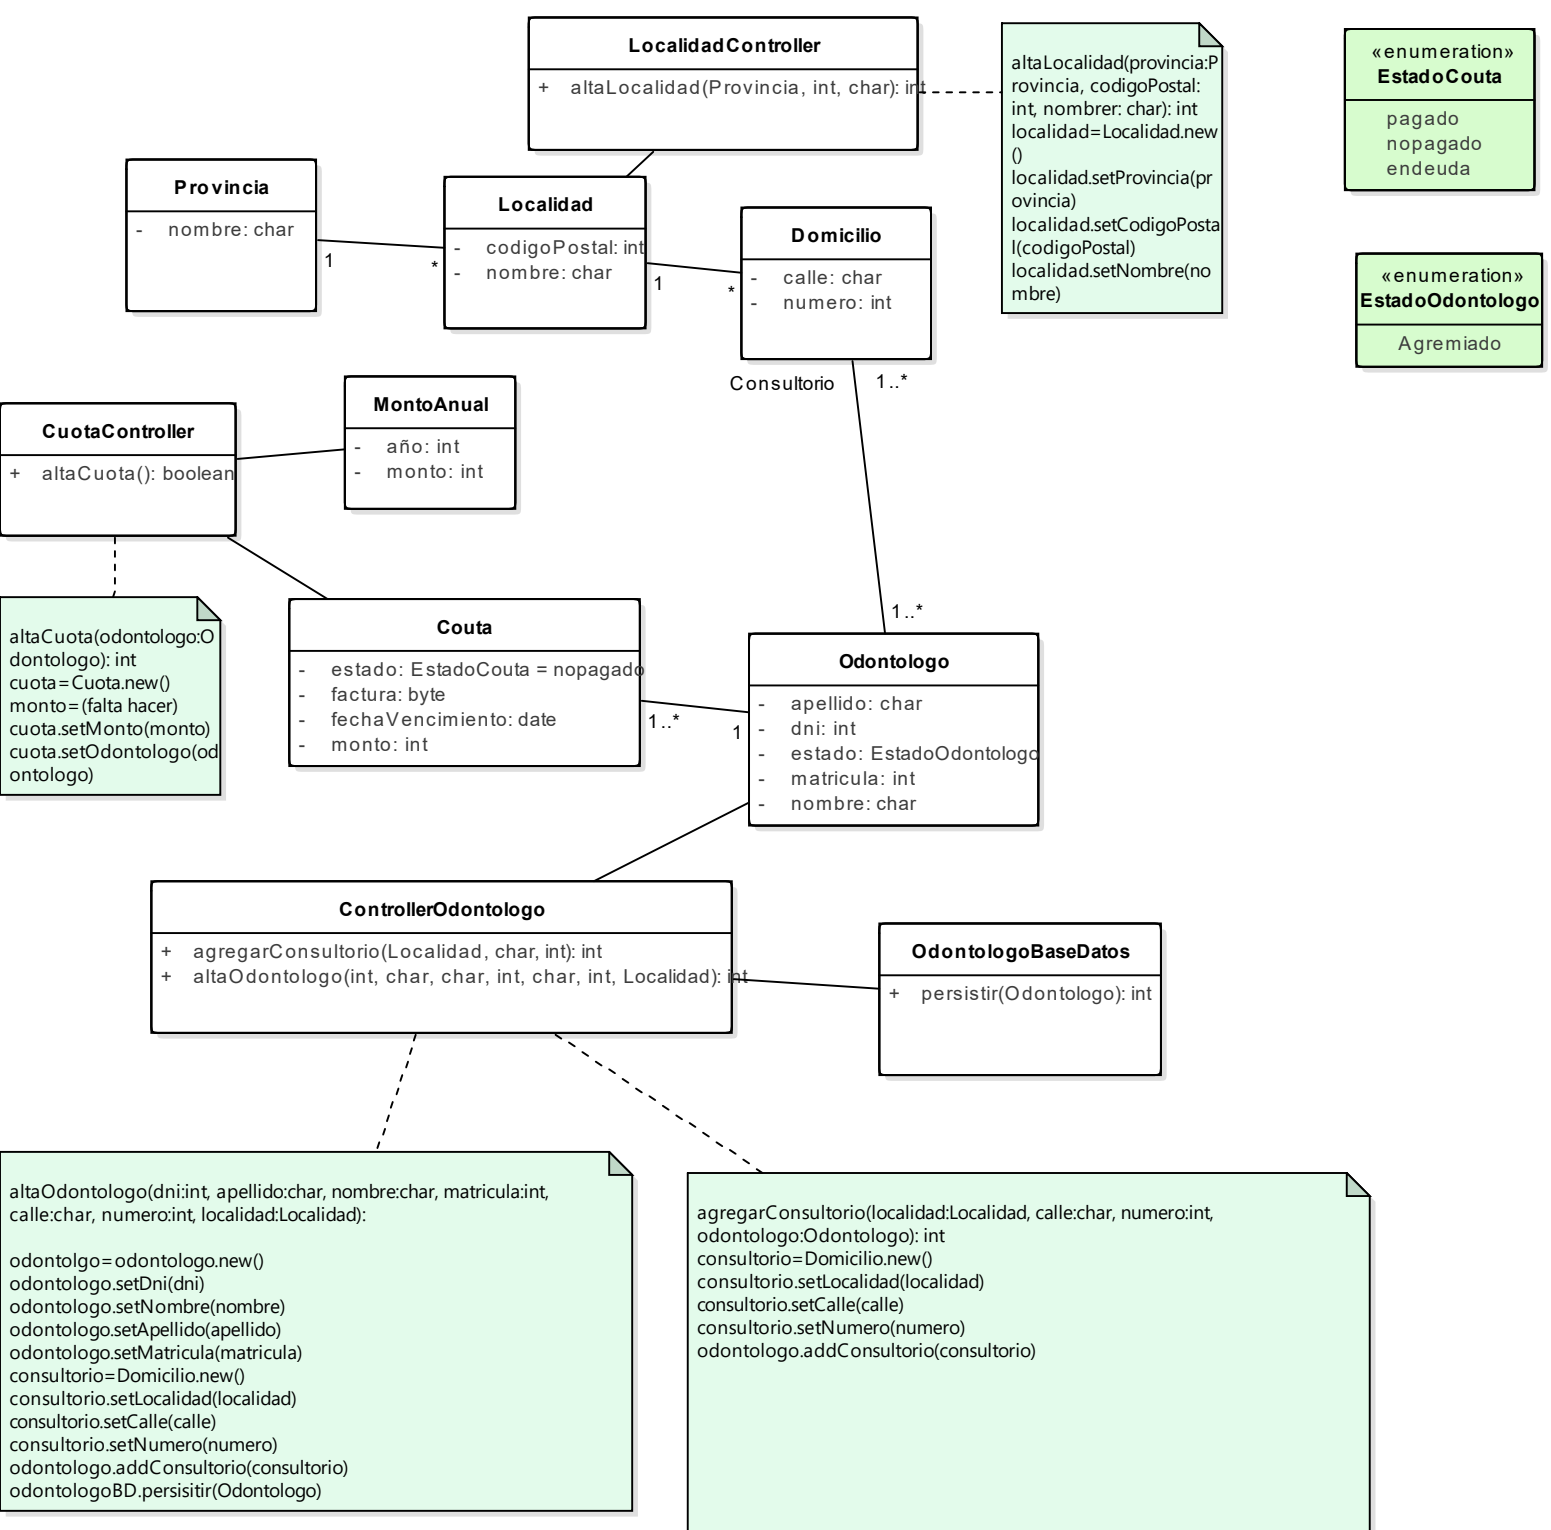 LocalidadController
+ altaLocalidad(Provincia, int, char): int
altaLocalidad(provincia:P
rovincia, codigoPostal:
int, nombrer: char): int
localidad=Localidad.new
()
localidad.setProvincia(pr
ovincia)
localidad.setCodigoPosta
l(codigoPostal)
localidad.setNombre(no
mbre)
«enumeration»
EstadoCouta
pagado
nopagado
endeuda
«enumeration»
EstadoOdontologo
Agremiado
Provincia
- nombre: char
1
*
Localidad
- codigoPostal: int
- nombre: char
1
*
Domicilio
- calle: char
- numero: int
Consultorio
1..*
1..*
CuotaController
+ altaCuota(): boolean
MontoAnual
- año: int
- monto: int
altaCuota(odontologo:O
dontologo): int
cuota=Cuota.new()
monto=(falta hacer)
cuota.setMonto(monto)
cuota.setOdontologo(od
ontologo)
Couta
- estado: EstadoCouta = nopagado
- factura: byte
- fechaVencimiento: date
- monto: int
1..*
1
Odontologo
- apellido: char
- dni: int
- estado: EstadoOdontologo
- matricula: int
- nombre: char
ControllerOdontologo
+ agregarConsultorio(Localidad, char, int): int
+ altaOdontologo(int, char, char, int, char, int, Localidad): int
OdontologoBaseDatos
+ persistir(Odontologo): int
altaOdontologo(dni:int, apellido:char, nombre:char, matricula:int,
calle:char, numero:int, localidad:Localidad):
odontolgo=odontologo.new()
odontologo.setDni(dni)
odontologo.setNombre(nombre)
odontologo.setApellido(apellido)
odontologo.setMatricula(matricula)
consultorio=Domicilio.new()
consultorio.setLocalidad(localidad)
consultorio.setCalle(calle)
consultorio.setNumero(numero)
odontologo.addConsultorio(consultorio)
odontologoBD.persisitir(Odontologo)
agregarConsultorio(localidad:Localidad, calle:char, numero:int,
odontologo:Odontologo): int
consultorio=Domicilio.new()
consultorio.setLocalidad(localidad)
consultorio.setCalle(calle)
consultorio.setNumero(numero)
odontologo.addConsultorio(consultorio)